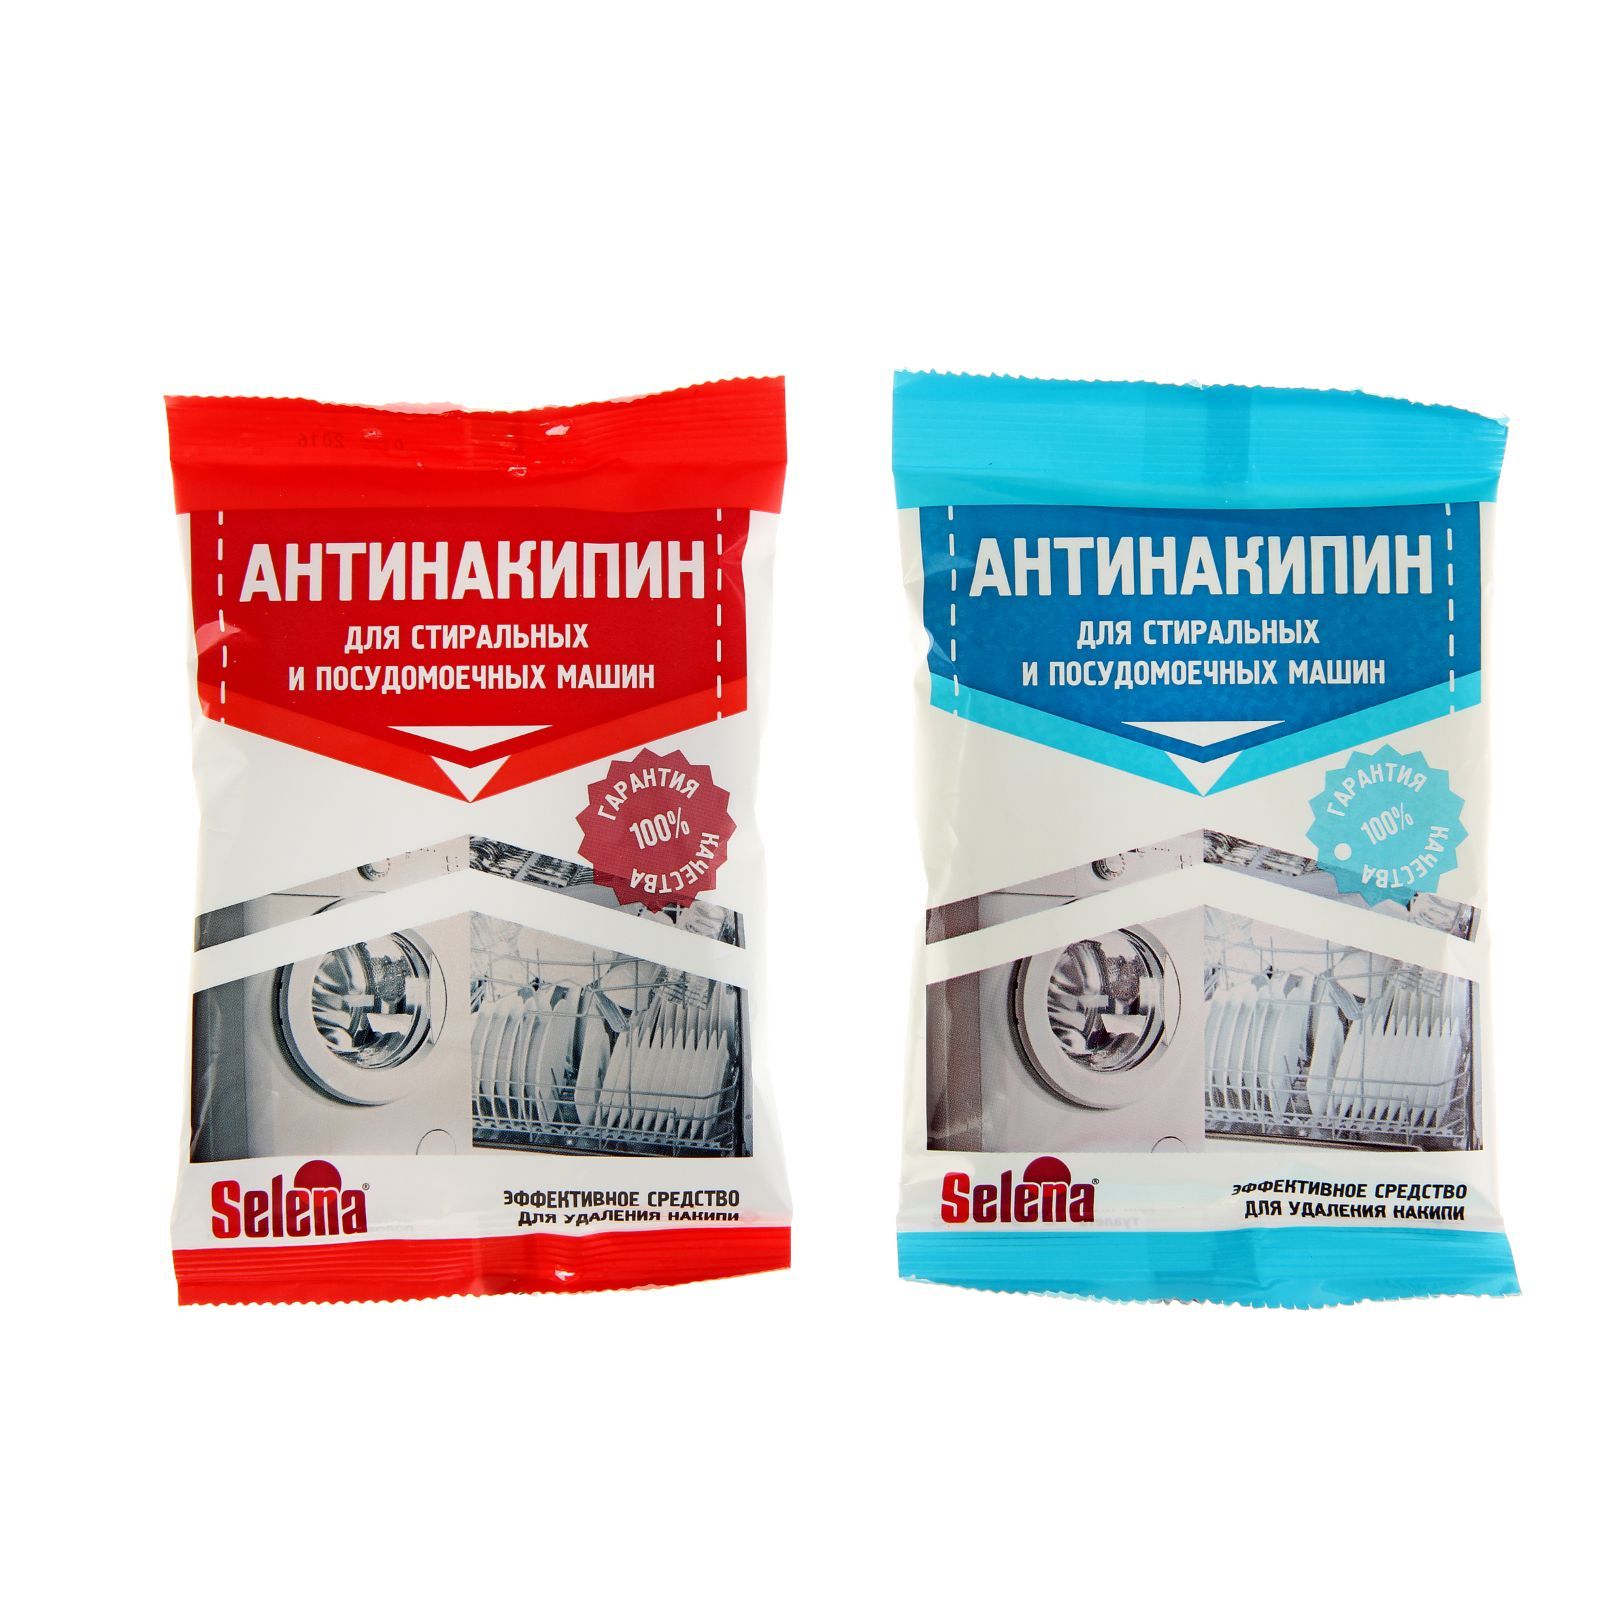 2016
АНТИНАКИПИН
ДЛЯ СТИРАЛЬНЫХ
И ПОСУДОМОЕЧНЫХ МАШИН
ГАРАНТИЯ
100%
КАЧЕСТВА
Selena®
ЭФФЕКТИВНОЕ СРЕДСТВО
ДЛЯ УДАЛЕНИЯ НАКИПИ
АНТИНАКИПИН
ДЛЯ СТИРАЛЬНЫХ
И ПОСУДОМОЕЧНЫХ МАШИН
ГАРАНТИЯ
100%
КАЧЕСТВА
Selena®
ЭФФЕКТИВНОЕ СРЕДСТВО
ДЛЯ УДАЛЕНИЯ НАКИПИ